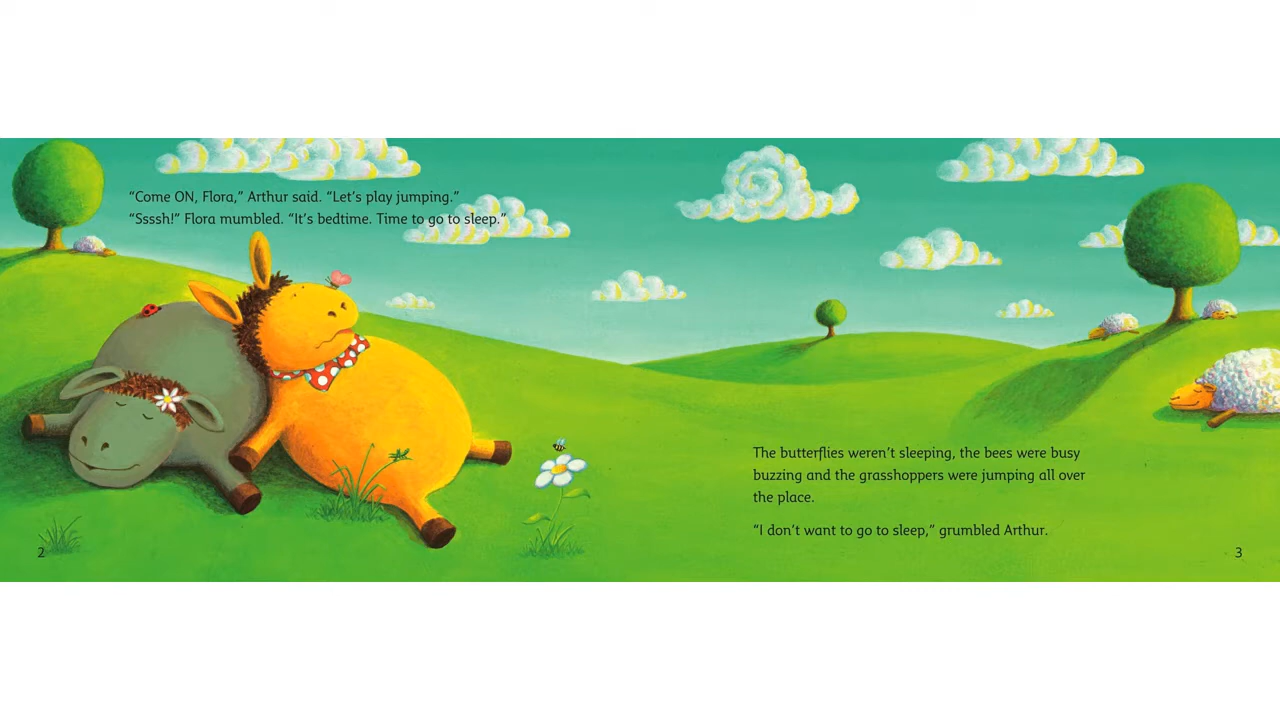 “Come ON, Flora,” Arthur said. “Let’s play jumping.”
“Ssssh!” Flora mumbled. “It’s bedtime. Time to go to sleep.”
2
The butterflies weren’t sleeping, the bees were busy
buzzing and the grasshoppers were jumping all over
the place.
“I don’t want to go to sleep,” grumbled Arthur.
3